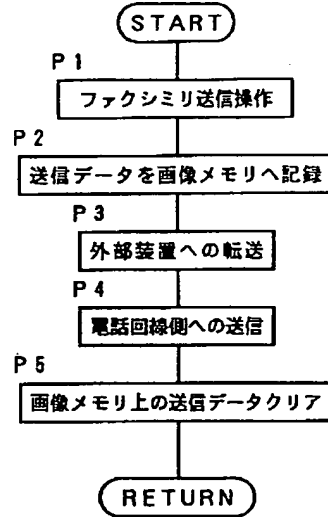 START
P1
ファクシミリ送信操作
P2
送信データを画像メモリへ記録
P3
外部装置への転送
P4
電話回線側への送信
P5
画像メモリ上の送信データクリア
RETURN